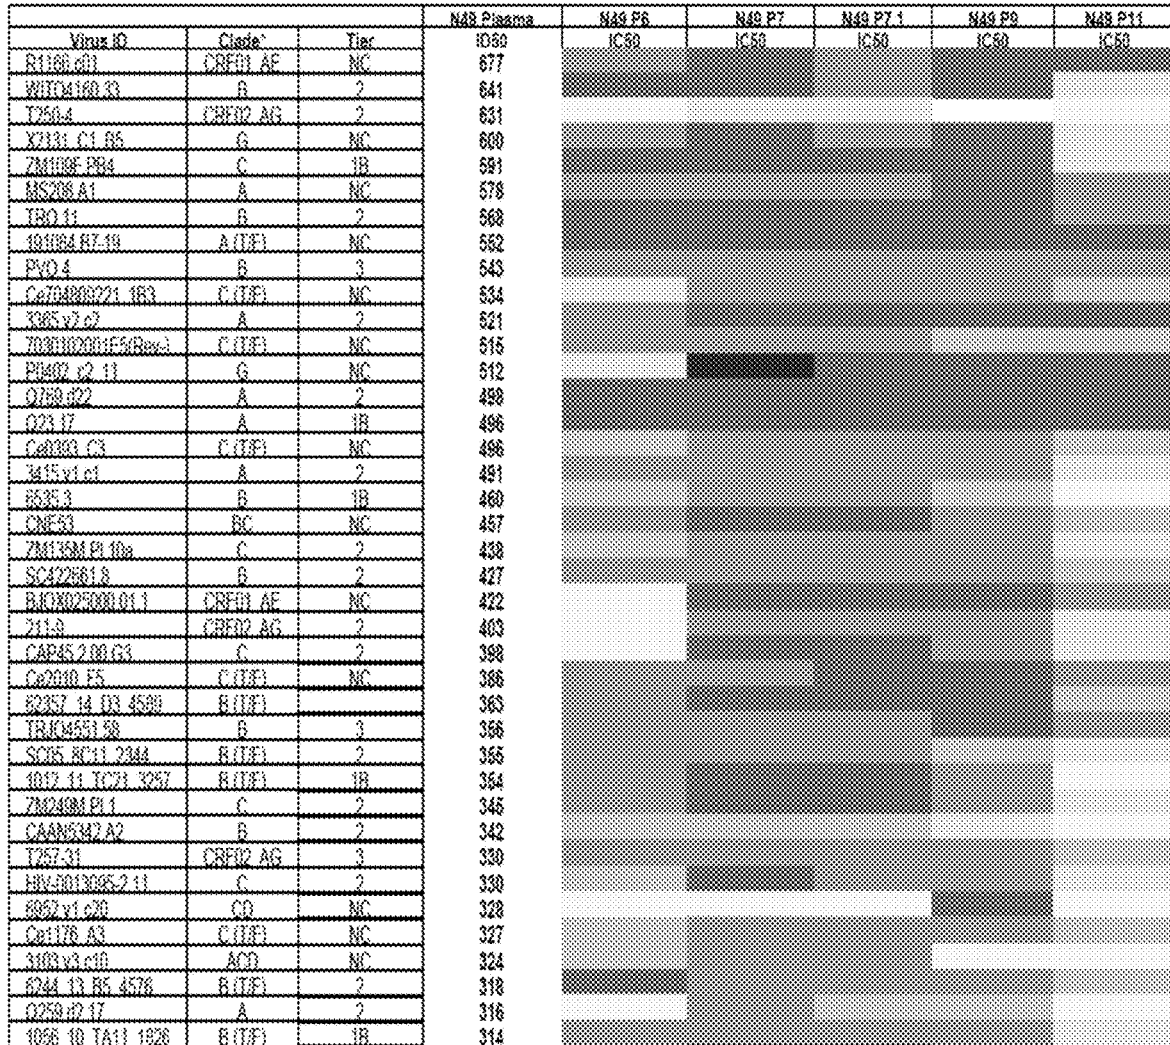 N49 Plasma N49 P6 N49 P7 N49 P7.1 N49 P9 N49 P11
Virus ID Clade* Tier ID50 IC50 IC50 IC50 IC50 IC50
R1166.c01 CRF01_AE NC 677
WITO4160.33 B 2 641
T250-4 CRF02_AG 2 631
X2131_C1_B5 G NC 600
ZM109F.PB4 C 1B 591
MS208.A1 A NC 578
TRO.11 B 2 568
191084.B7-19 A (T/F) NC 552
PVO.4 B 3 543
Ce704809221_1B3 C (T/F) NC 534
3365.v2.c2 A 2 521
7030102001E5(Rev-) C (T/F) NC 515
P0402_c2_11 G NC 512
Q769.d22 A 2 498
Q23.17 A 1B 496
Ce0393_C3 C (T/F) NC 496
3415.v1.c1 A 2 491
6535.3 B 1B 460
CNE53 BC NC 457
ZM135M.PL10a C 2 438
SC422661.8 B 2 427
BJOX025000.01.1 CRF01_AE NC 422
211-9 CRF02_AG 2 403
CAP45.2.00.G3 C 2 398
Ce2010_F5 C (T/F) NC 386
62357_14_D3_4589 B (T/F) 363
TRJO4551.58 B 3 356
SC05_8C11_2344 B (T/F) 2 355
1012_11_TC21_3257 B (T/F) 1B 354
ZM249M.PL1 C 2 345
CAAN5342.A2 B 2 342
T257-31 CRF02_AG 3 330
HIV-0013095-2.11 C 2 330
6952.v1.c20 CD NC 328
Ce1176_A3 C (T/F) NC 327
3103.v3.c10 ACD NC 324
6244_13_B5_4576 B (T/F) 2 318
Q259.d2.17 A 2 316
1056_10_TA11_1826 B (T/F) 1B 314